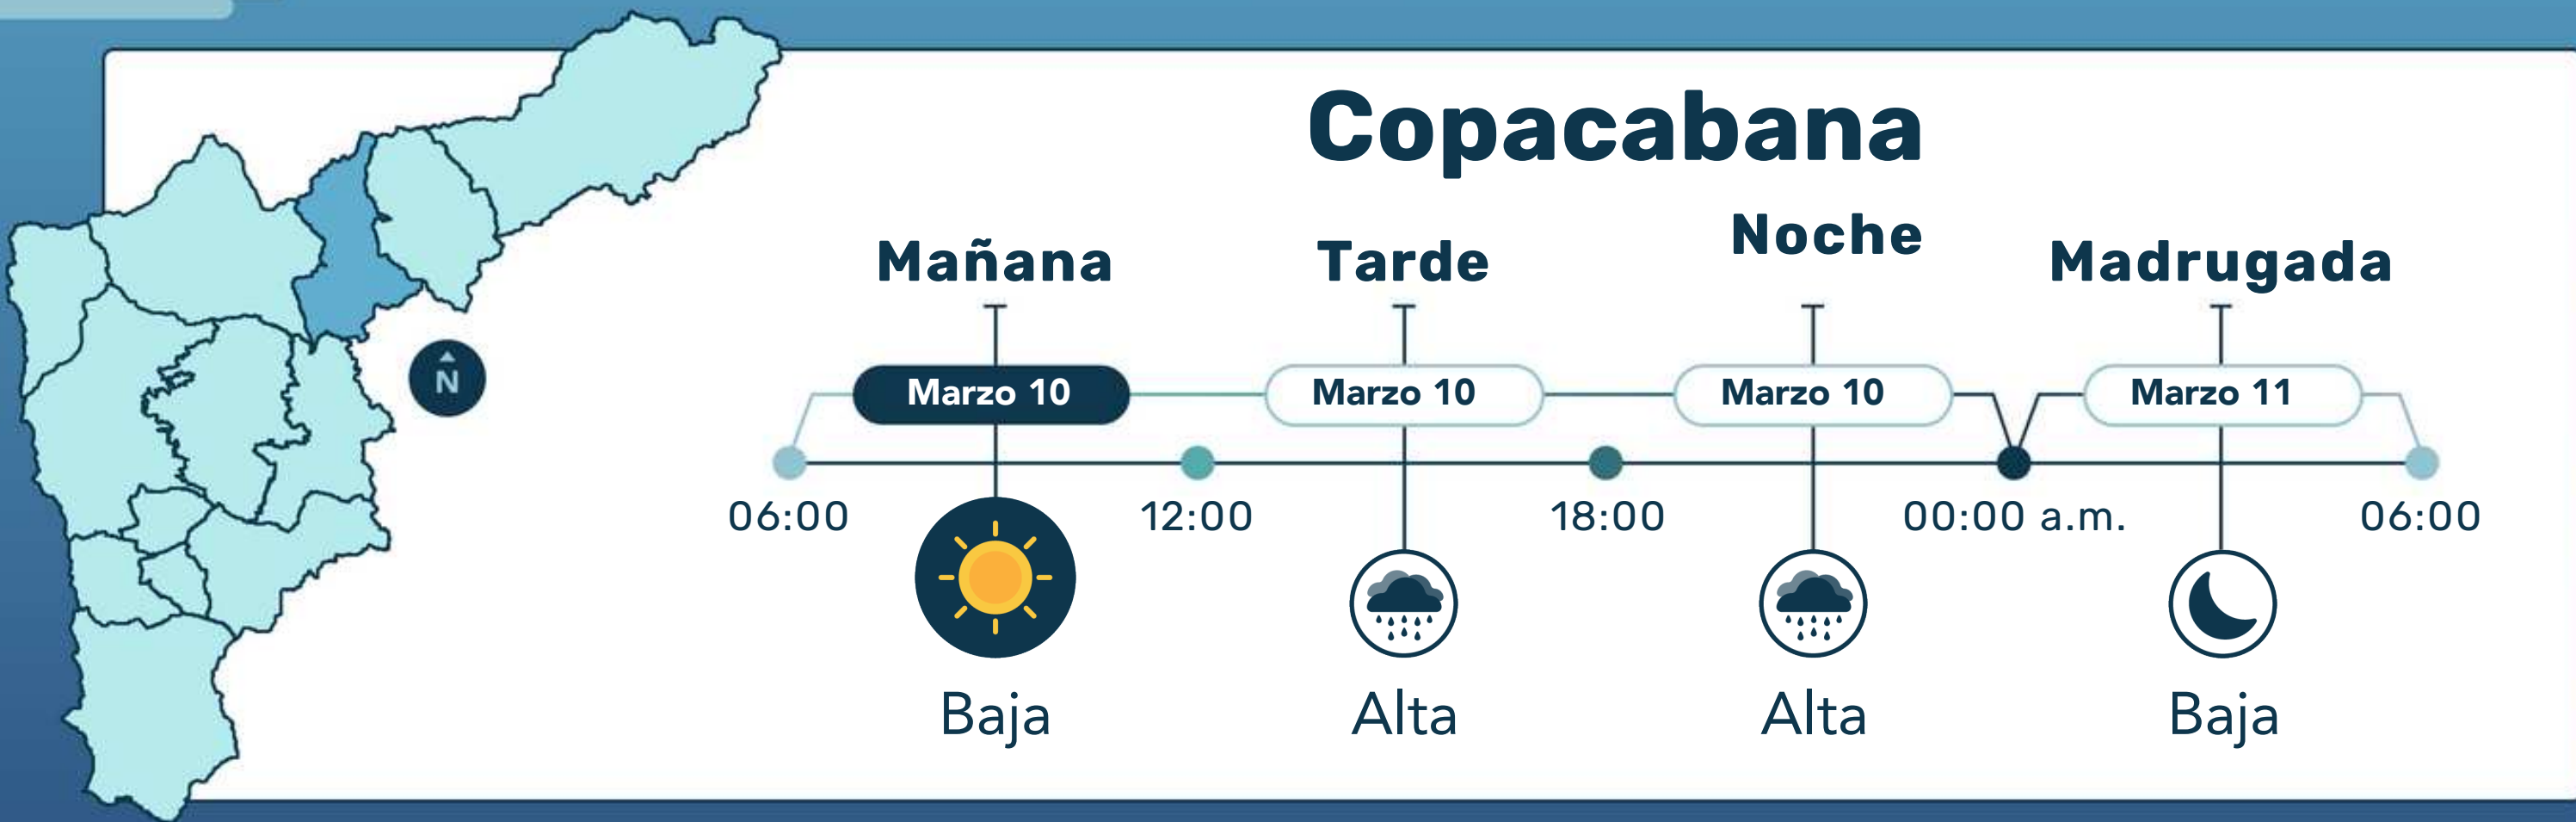 Copacabana
Mañana
Tarde
Noche
Madrugada
Marzo 10
Marzo 10
Marzo 10
Marzo 11
N
06:00
12:00
18:00
00:00 a.m.
06:00
Baja
Alta
Alta
Baja